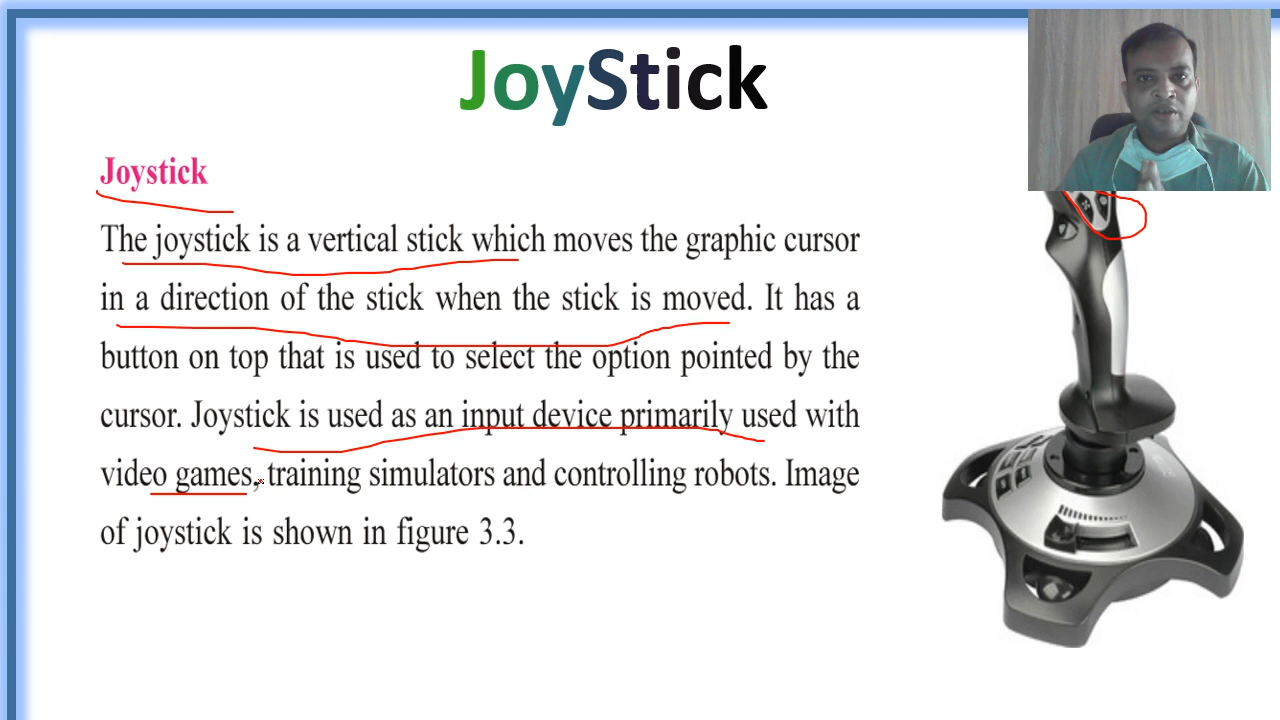 JoyStick
Joystick
The joystick is a vertical stick which moves the graphic cursor
in a direction of the stick when the stick is moved. It has a
button on top that is used to select the option pointed by the
cursor. Joystick is used as an input device primarily used with
video games, training simulators and controlling robots. Image
of joystick is shown in figure 3.3.